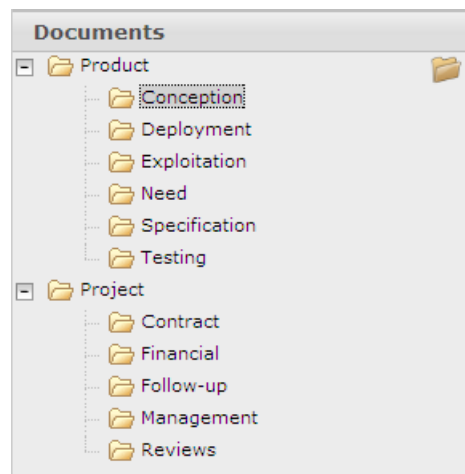 Documents
Product
Conception
Deployment
Exploitation
Need
Specification
Testing
Project
Contract
Financial
Follow-up
Management
Reviews